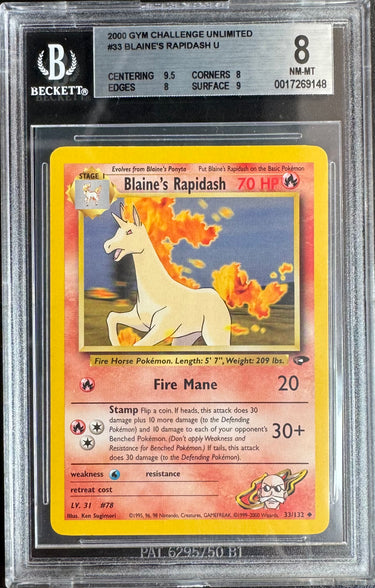 2000 GYM CHALLENGE UNLIMITED
#33 BLAINE'S RAPIDASH U
B
BECKETT®
CENTERING 9.5 CORNERS 8
EDGES 8 SURFACE 9
8
NM-MT
0017269148
Evolves from Blaine's Ponyta Put Blaine's Rapidash on the Basic Pokémon
STAGE 1
Blaine's Rapidash 70 HP
Fire Horse Pokémon. Length: 5' 7", Weight: 209 lbs.
Fire Mane 20
Stamp Flip a coin. If heads, this attack does 30
damage plus 10 more damage (to the Defending
Pokémon) and 10 damage to each of your opponent's
Benched Pokémon. (Don't apply Weakness and
Resistance for Benched Pokémon.) If tails, this attack
does 30 damage (to the Defending Pokémon).
30+
weakness resistance
retreat cost
LV. 31 #78
Illus. Ken Sugimori ©1995, 96, 98 Nintendo, Creatures, GAMEFREAK. ©1999-2000 Wizards. 33/132